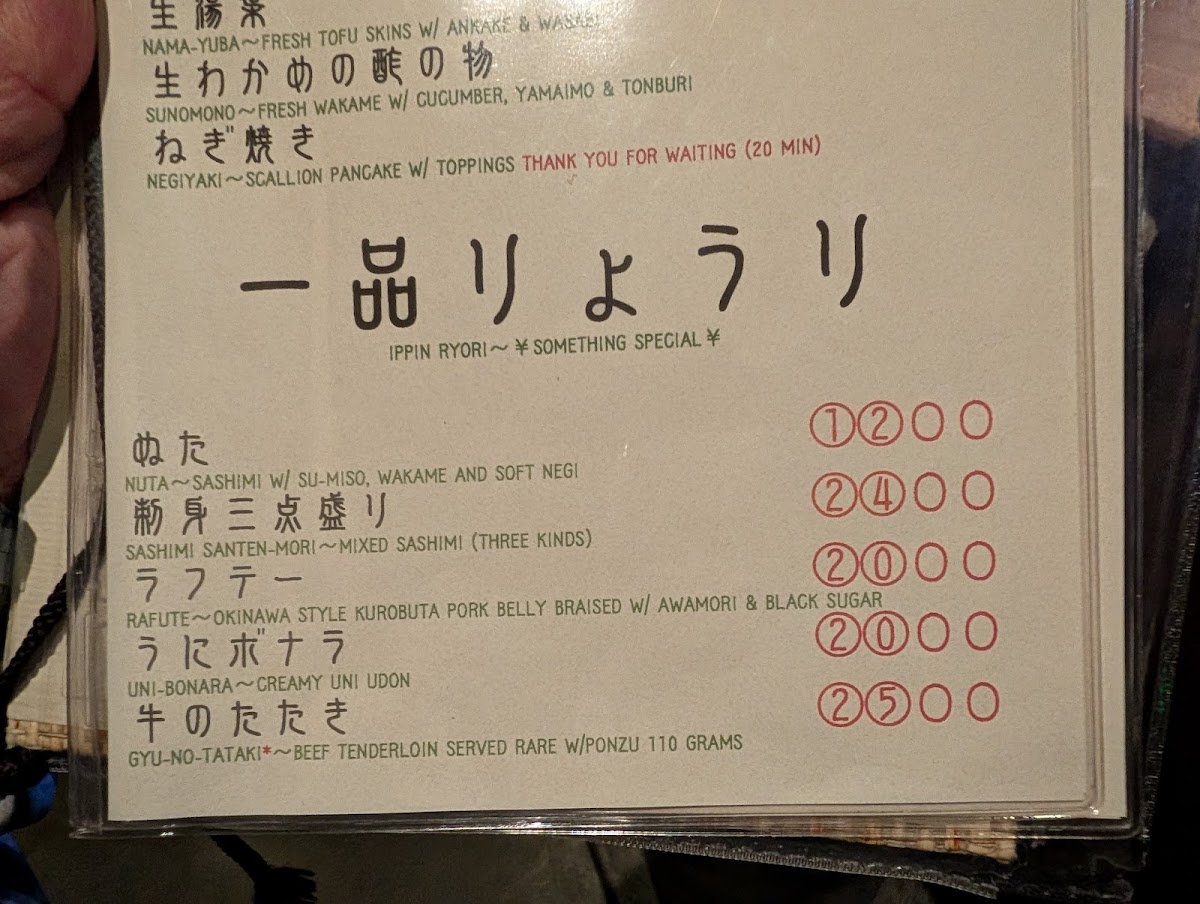 生湯葉
NAMA-YUBA~FRESH TOFU SKINS W/ ANKAKE & WASABI
生わかめの酢の物
SUNOMONO~FRESH WAKAME W/ CUCUMBER, YAMAIMO & TONBURI
ねぎ焼き
NEGIYAKI~SCALLION PANCAKE W/ TOPPINGS THANK YOU FOR WAITING (20 MIN)
一品りょうり
IPPIN RYORI~ ¥ SOMETHING SPECIAL ¥
ぬた ①②○○
NUTA~SASHIMI W/ SU-MISO, WAKAME AND SOFT NEGI
刺身三点盛り ②④○○
SASHIMI SANTEN-MORI~MIXED SASHIMI (THREE KINDS)
ラフテー ②⓪○○
RAFUTE~OKINAWA STYLE KUROBUTA PORK BELLY BRAISED W/ AWAMORI & BLACK SUGAR
うにボナラ ②⓪○○
UNI-BONARA~CREAMY UNI UDON
牛のたたき ②⑤○○
GYU-NO-TATAKI*~BEEF TENDERLOIN SERVED RARE W/PONZU 110 GRAMS